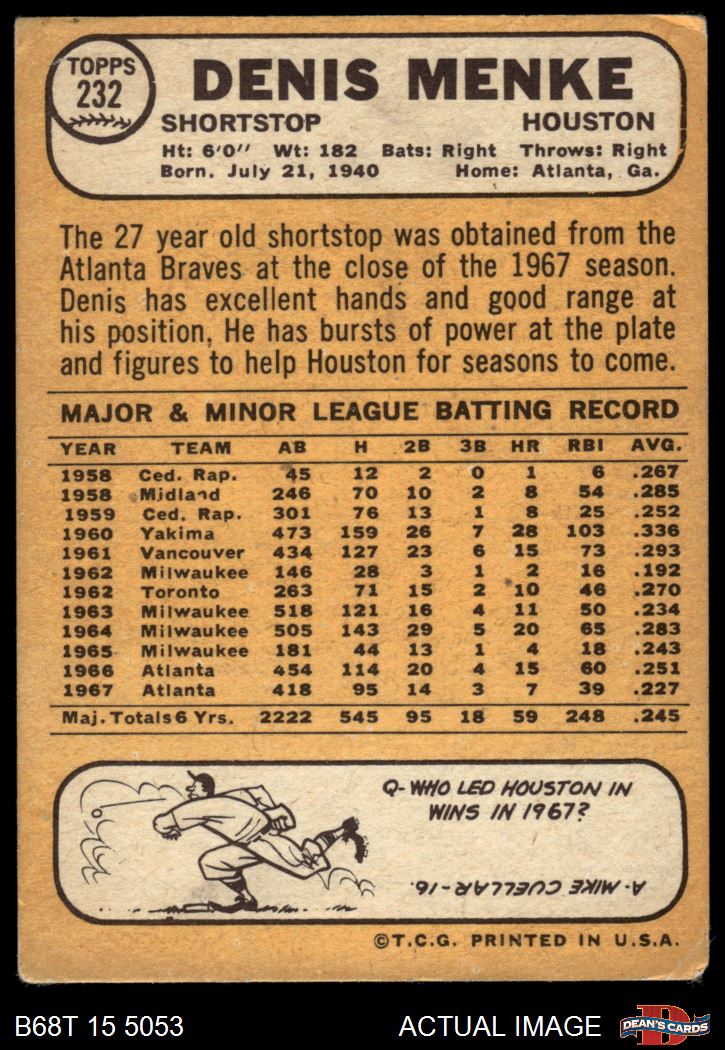 TOPPS
232
DENIS MENKE
SHORTSTOP HOUSTON
Ht: 6'0" Wt: 182 Bats: Right Throws: Right
Born. July 21, 1940 Home: Atlanta, Ga.
The 27 year old shortstop was obtained from the
Atlanta Braves at the close of the 1967 season.
Denis has excellent hands and good range at
his position. He has bursts of power at the plate
and figures to help Houston for seasons to come.
MAJOR & MINOR LEAGUE BATTING RECORD
YEAR TEAM AB H 2B 3B HR RBI AVG.
1958 Ced. Rap. 45 12 2 0 1 6 .267
1958 Midland 246 70 10 2 8 54 .285
1959 Ced. Rap. 301 76 13 1 8 25 .252
1960 Yakima 473 159 26 7 28 103 .336
1961 Vancouver 434 127 23 6 15 73 .293
1962 Milwaukee 146 28 3 1 2 16 .192
1962 Toronto 263 71 15 2 10 46 .270
1963 Milwaukee 518 121 16 4 11 50 .234
1964 Milwaukee 505 143 29 5 20 65 .283
1965 Milwaukee 181 44 13 1 4 18 .243
1966 Atlanta 454 114 20 4 15 60 .251
1967 Atlanta 418 95 14 3 7 39 .227
Maj. Totals 6 Yrs. 2222 545 95 18 59 248 .245
Q-WHO LED HOUSTON IN
WINS IN 1967?
A-MIKE CUELLAR-16.
©T.C.G. PRINTED IN U.S.A.
B68T 15 5053 ACTUAL IMAGE
D
DEAN'S CARDS